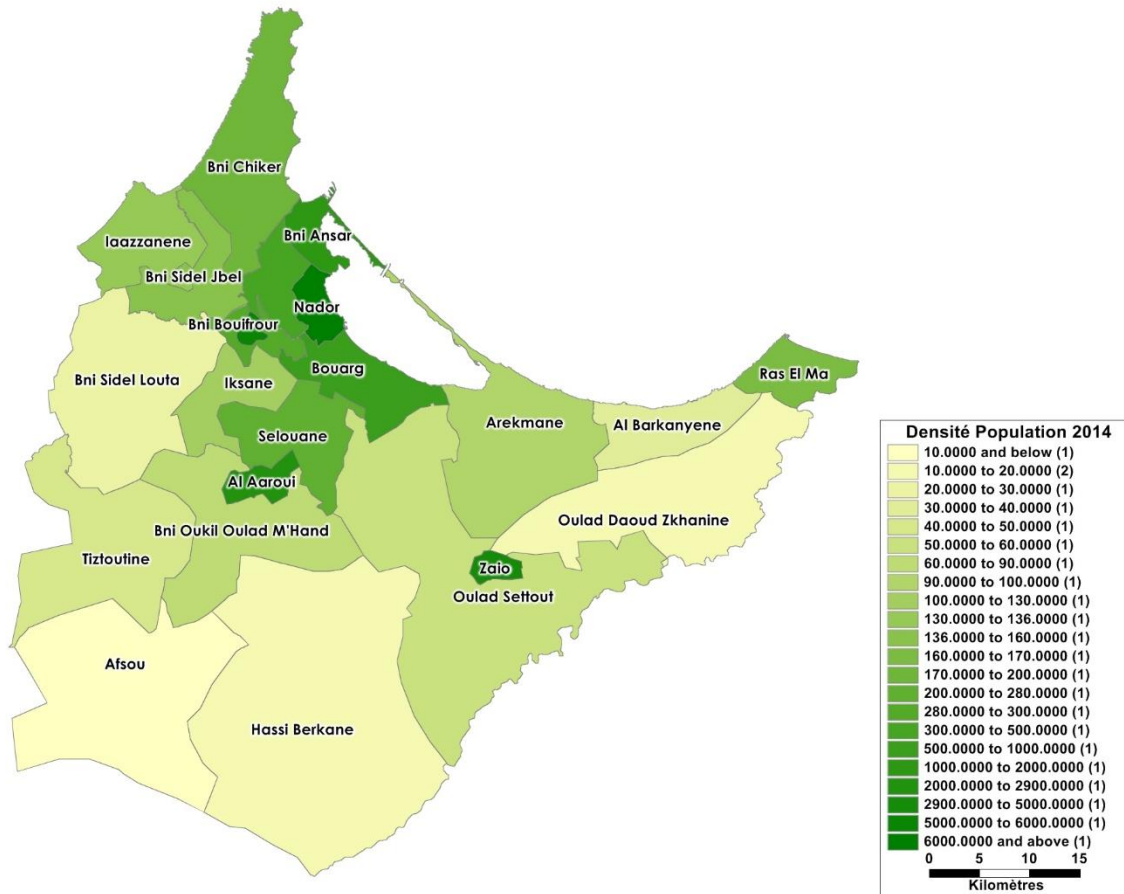 Bni Chiker
Bni Ansar
Iaazzanene
Bni Sidel Jbel
Nador
Bni Bouifrour
Bouarg
Ras El Ma
Bni Sidel Louta
Iksane
Arekmane
Al Barkanyene
Selouane
Al Aaroui
Oulad Daoud Zkhanine
Bni Oukil Oulad M'Hand
Tiztoutine
Zaio
Oulad Settout
Afsou
Hassi Berkane
Densité Population 2014
10.0000 and below (1)
10.0000 to 20.0000 (2)
20.0000 to 30.0000 (1)
30.0000 to 40.0000 (1)
40.0000 to 50.0000 (1)
50.0000 to 60.0000 (1)
60.0000 to 90.0000 (1)
90.0000 to 100.0000 (1)
100.0000 to 130.0000 (1)
130.0000 to 136.0000 (1)
136.0000 to 160.0000 (1)
160.0000 to 170.0000 (1)
170.0000 to 200.0000 (1)
200.0000 to 280.0000 (1)
280.0000 to 300.0000 (1)
300.0000 to 500.0000 (1)
500.0000 to 1000.0000 (1)
1000.0000 to 2000.0000 (1)
2000.0000 to 2900.0000 (1)
2900.0000 to 5000.0000 (1)
5000.0000 to 6000.0000 (1)
6000.0000 and above (1)
0 5 10 15
Kilomètres